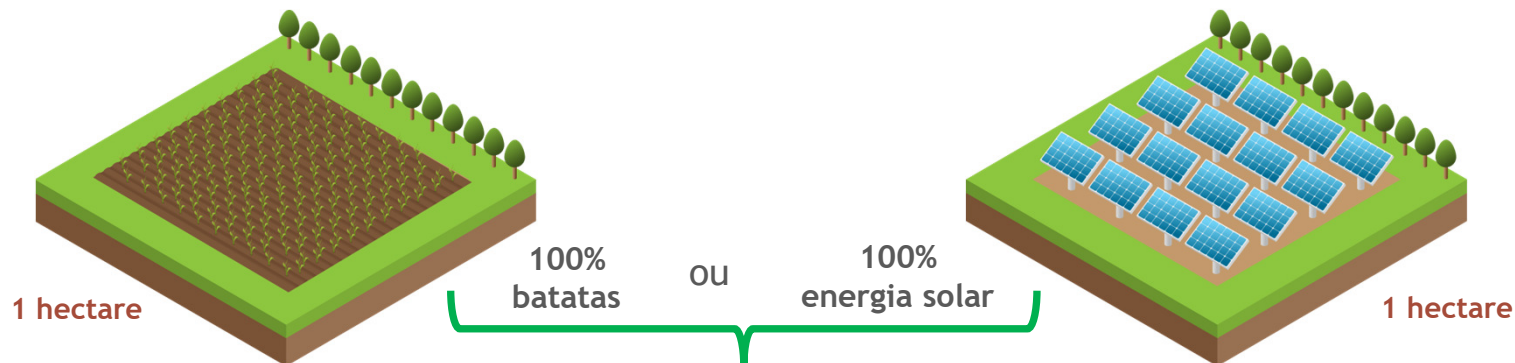 100%
batatas
ou
100%
energia solar
1 hectare
1 hectare